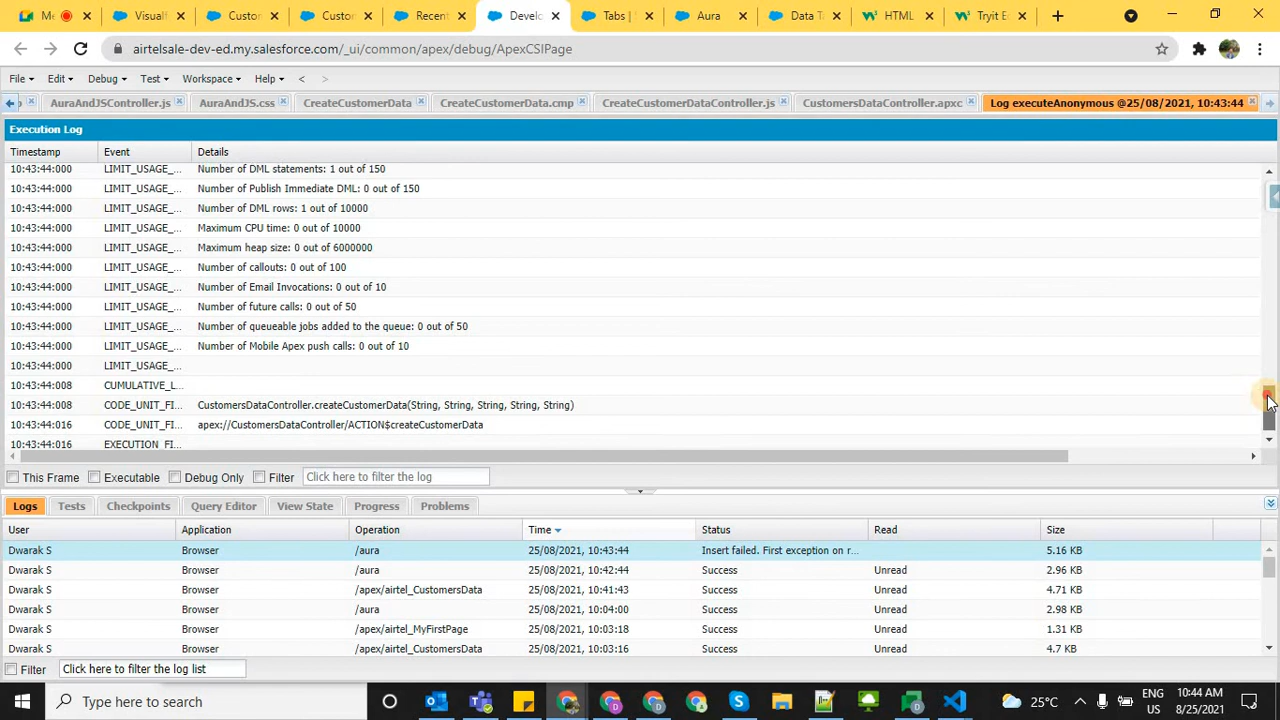 Me
Visualf
Custo
Custo
Recen
Develo
Tabs | S
Aura
Data Ta
HTML
Tryit Ed
airtelsale-dev-ed.my.salesforce.com/_ui/common/apex/debug/ApexCSIPage
File Edit Debug Test Workspace Help < >
AuraAndJSController.js AuraAndJS.css CreateCustomerData CreateCustomerData.cmp CreateCustomerDataController.js CustomersDataController.apxc Log executeAnonymous @25/08/2021, 10:43:44
Execution Log
Timestamp Event Details
10:43:44:000 LIMIT_USAGE_... Number of DML statements: 1 out of 150
10:43:44:000 LIMIT_USAGE_... Number of Publish Immediate DML: 0 out of 150
10:43:44:000 LIMIT_USAGE_... Number of DML rows: 1 out of 10000
10:43:44:000 LIMIT_USAGE_... Maximum CPU time: 0 out of 10000
10:43:44:000 LIMIT_USAGE_... Maximum heap size: 0 out of 6000000
10:43:44:000 LIMIT_USAGE_... Number of callouts: 0 out of 100
10:43:44:000 LIMIT_USAGE_... Number of Email Invocations: 0 out of 10
10:43:44:000 LIMIT_USAGE_... Number of future calls: 0 out of 50
10:43:44:000 LIMIT_USAGE_... Number of queueable jobs added to the queue: 0 out of 50
10:43:44:000 LIMIT_USAGE_... Number of Mobile Apex push calls: 0 out of 10
10:43:44:000 LIMIT_USAGE_...
10:43:44:008 CUMULATIVE_L...
10:43:44:008 CODE_UNIT_FI... CustomersDataController.createCustomerData(String, String, String, String, String)
10:43:44:016 CODE_UNIT_FI... apex://CustomersDataController/ACTION$createCustomerData
10:43:44:016 EXECUTION_FI...
This Frame Executable Debug Only Filter Click here to filter the log
Logs Tests Checkpoints Query Editor View State Progress Problems
User Application Operation Time Status Read Size
Dwarak S Browser /aura 25/08/2021, 10:43:44 Insert failed. First exception on r... 5.16 KB
Dwarak S Browser /aura 25/08/2021, 10:42:44 Success Unread 2.96 KB
Dwarak S Browser /apex/airtel_CustomersData 25/08/2021, 10:41:43 Success Unread 4.71 KB
Dwarak S Browser /aura 25/08/2021, 10:04:00 Success Unread 2.98 KB
Dwarak S Browser /apex/airtel_MyFirstPage 25/08/2021, 10:03:18 Success Unread 1.31 KB
Dwarak S Browser /apex/airtel_CustomersData 25/08/2021, 10:03:16 Success Unread 4.7 KB
Filter Click here to filter the log list
Type here to search
25°C
ENG
US
10:44 AM
8/25/2021